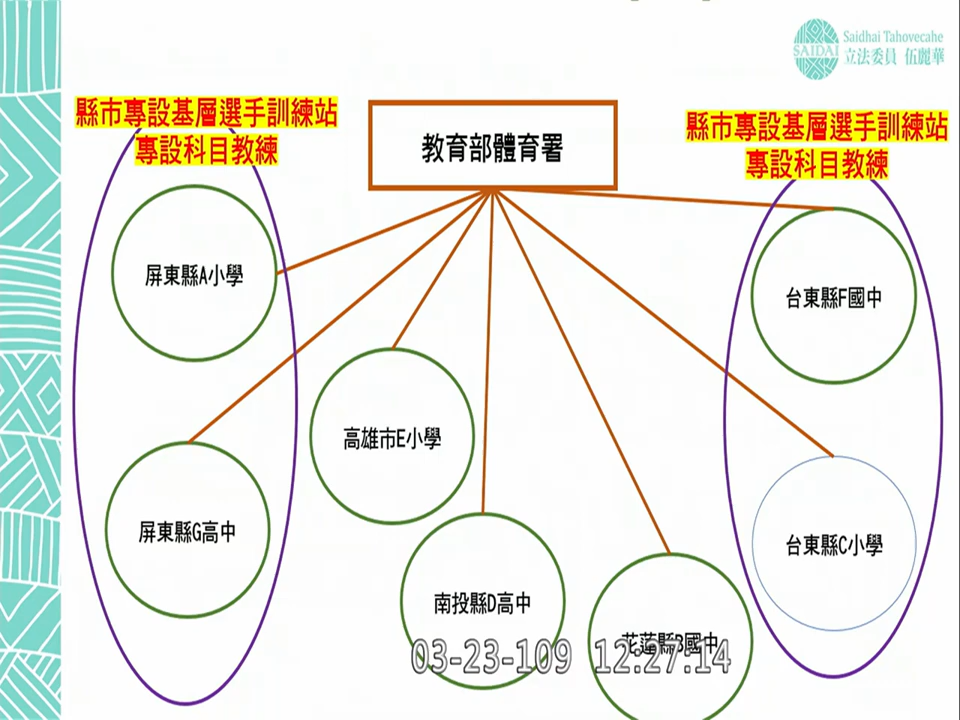 Saidhai Tahovecahe
SAIDAI
立法委員 伍麗華
縣市專設基層選手訓練站
專設科目教練
教育部體育署
縣市專設基層選手訓練站
專設科目教練
屏東縣A小學
台東縣F國中
高雄市E小學
屏東縣G高中
台東縣C小學
南投縣D高中
花蓮縣B國中
03-23-109 12:27:14